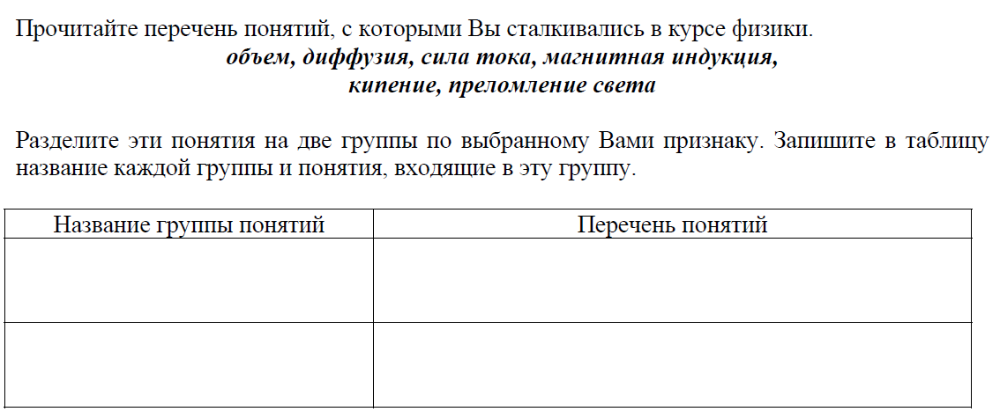 Прочитайте перечень понятий, с которыми Вы сталкивались в курсе физики.
объем, диффузия, сила тока, магнитная индукция,
кипение, преломление света
Разделите эти понятия на две группы по выбранному Вами признаку. Запишите в таблицу
название каждой группы и понятия, входящие в эту группу.
Название группы понятий
Перечень понятий